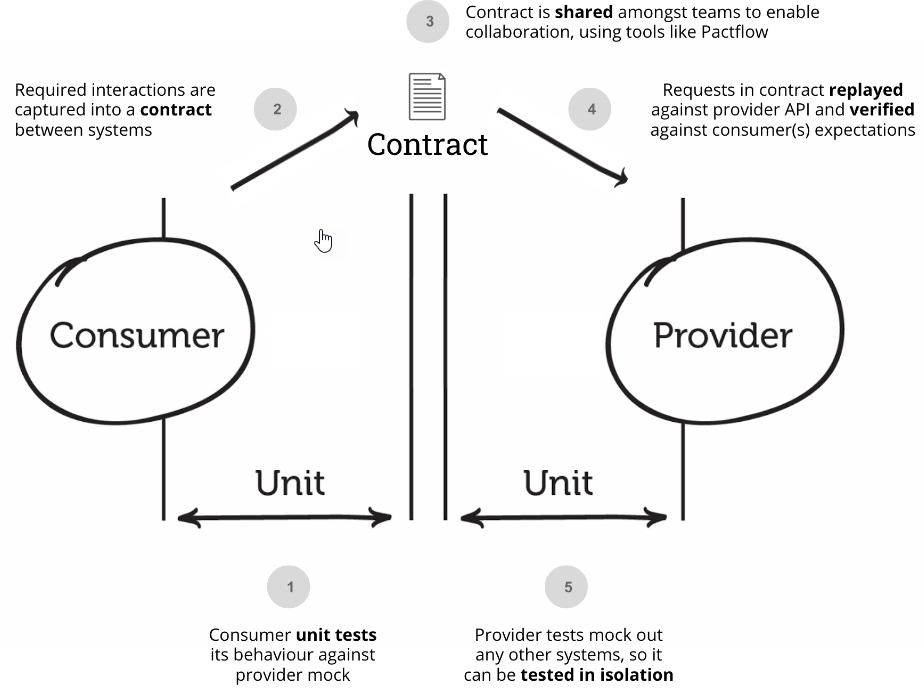 3
Contract is shared amongst teams to enable
collaboration, using tools like Pactflow
Required interactions are
captured into a contract
between systems
2
4
Requests in contract replayed
against provider API and verified
against consumer(s) expectations
Contract
Consumer
Provider
Unit
Unit
1
Consumer unit tests
its behaviour against
provider mock
5
Provider tests mock out
any other systems, so it
can be tested in isolation